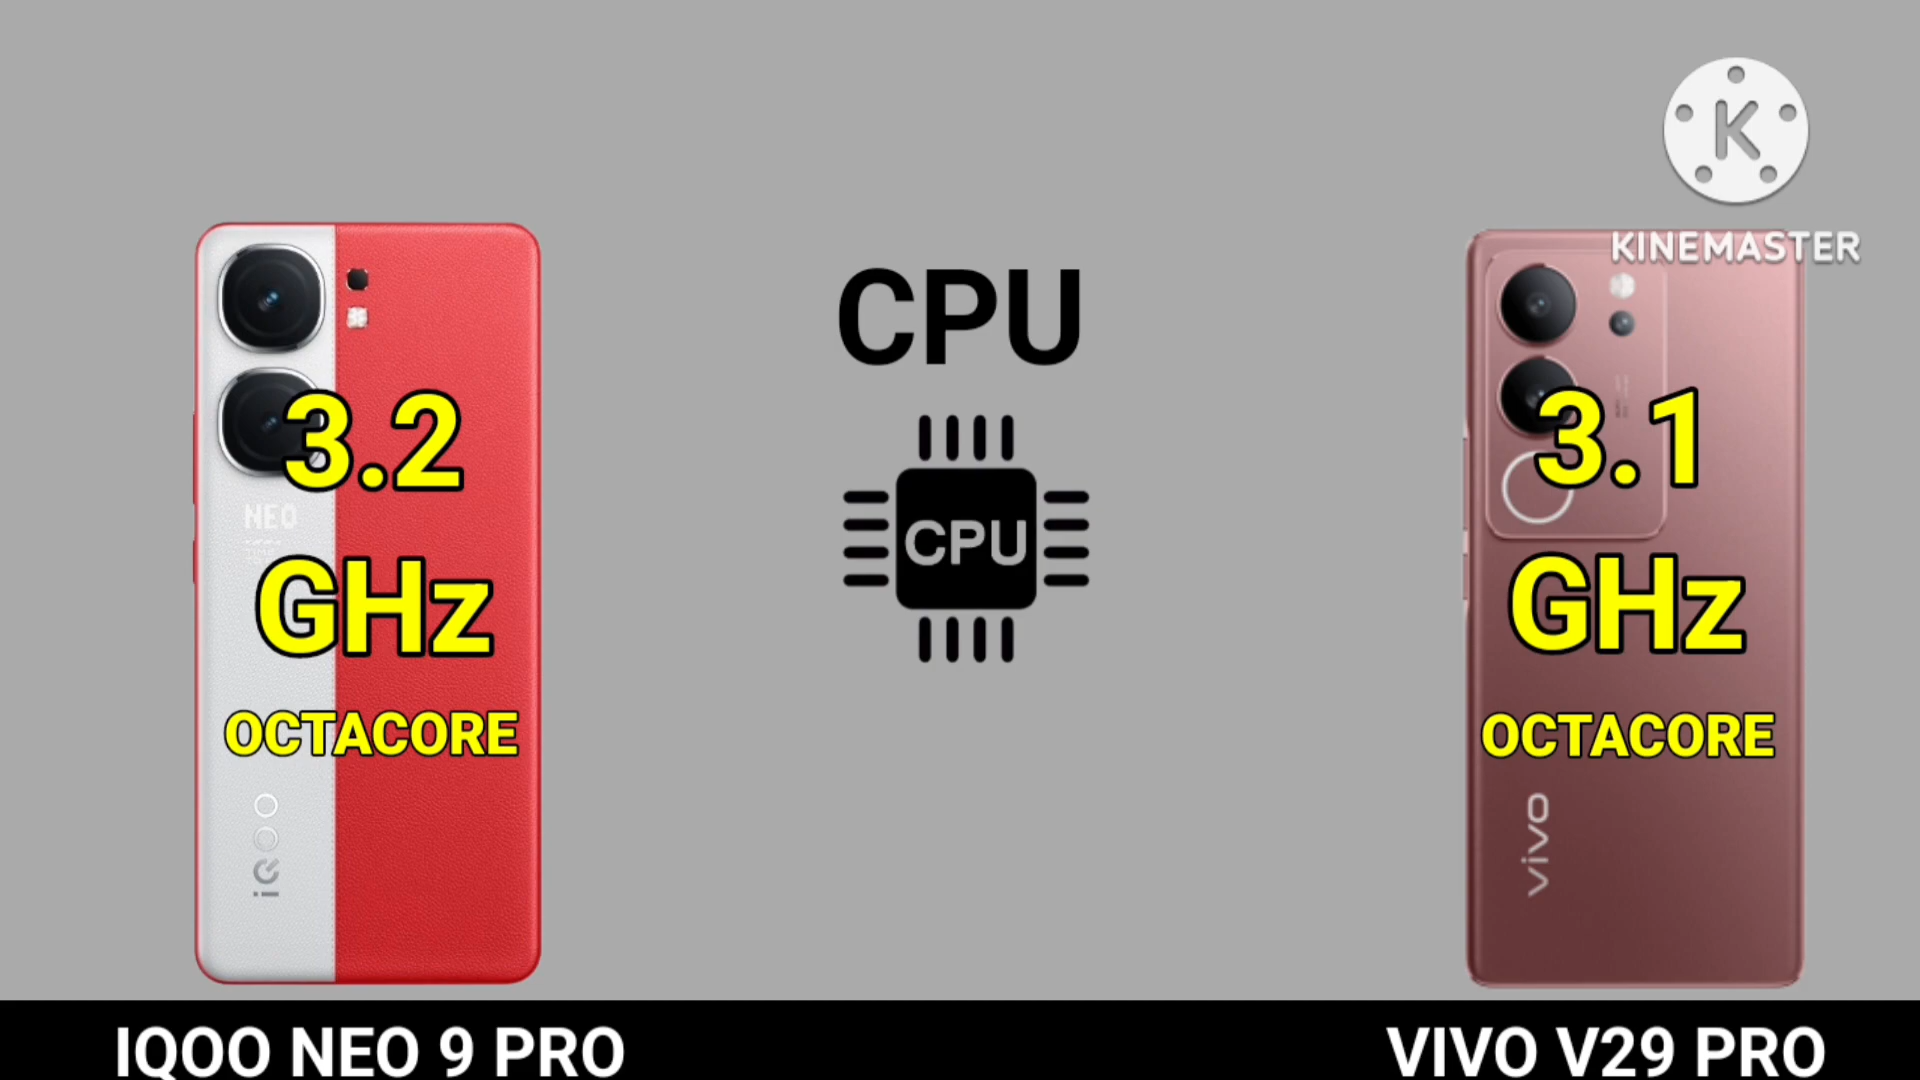 K
KINEMASTER
CPU
CPU
3.2
GHz
OCTACORE
NEO
iQOO
IQOO NEO 9 PRO
3.1
GHz
OCTACORE
vivo
VIVO V29 PRO